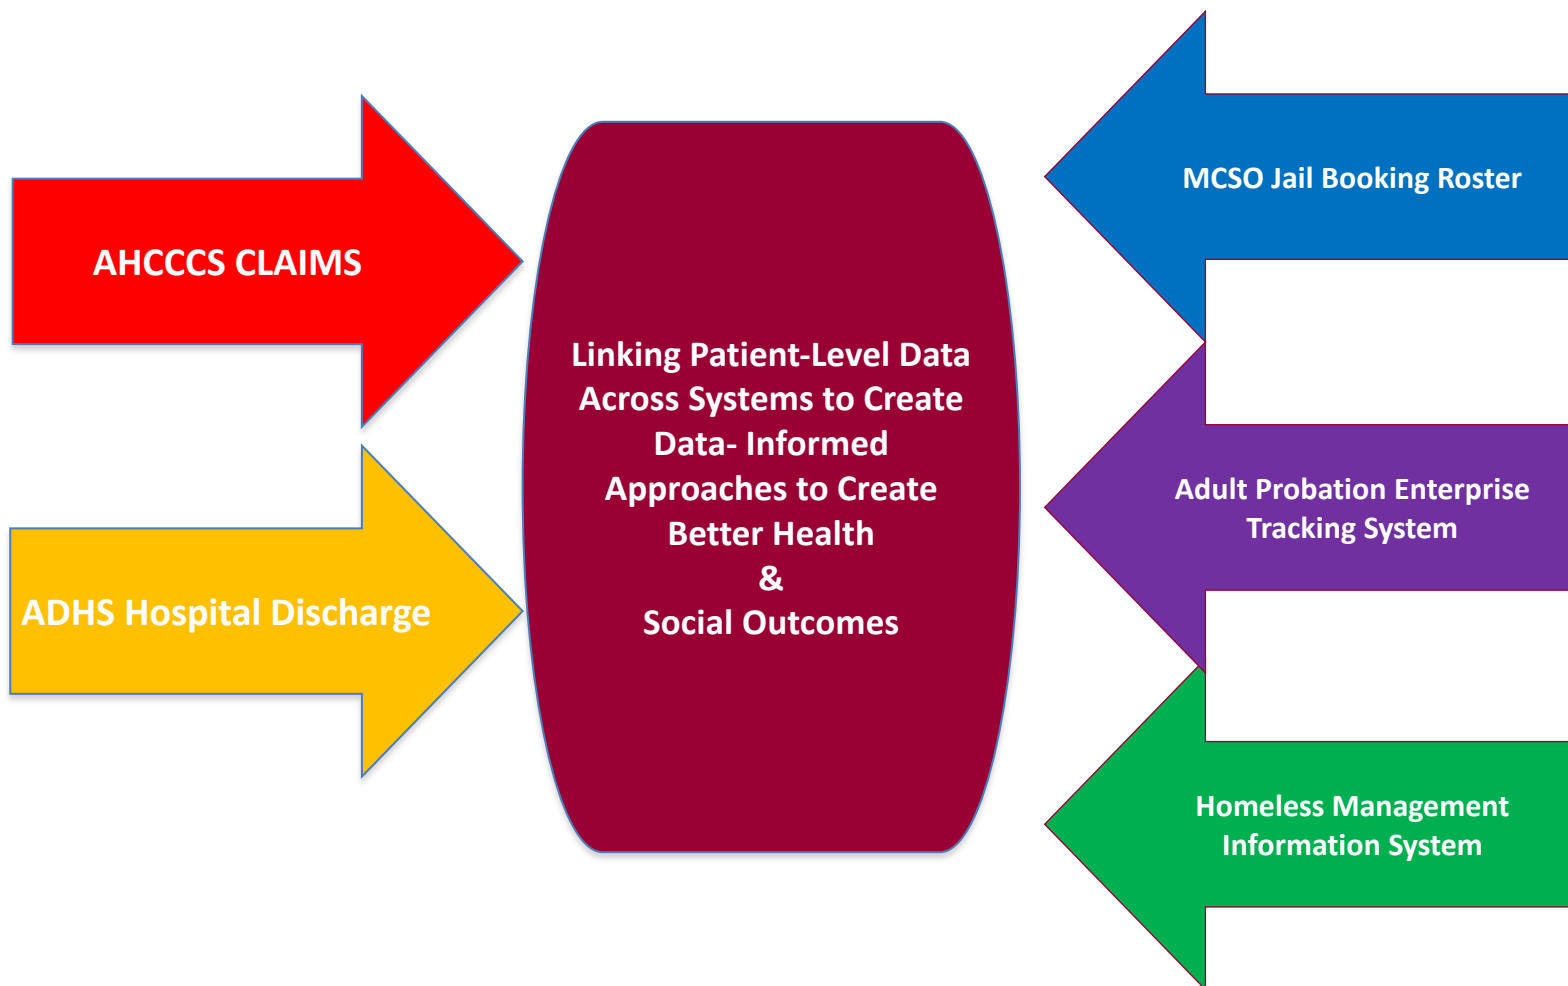 AHCCCS CLAIMS
ADHS Hospital Discharge
Linking Patient-Level Data
Across Systems to Create
Data- Informed
Approaches to Create
Better Health
&
Social Outcomes
MCSO Jail Booking Roster
Adult Probation Enterprise
Tracking System
Homeless Management
Information System